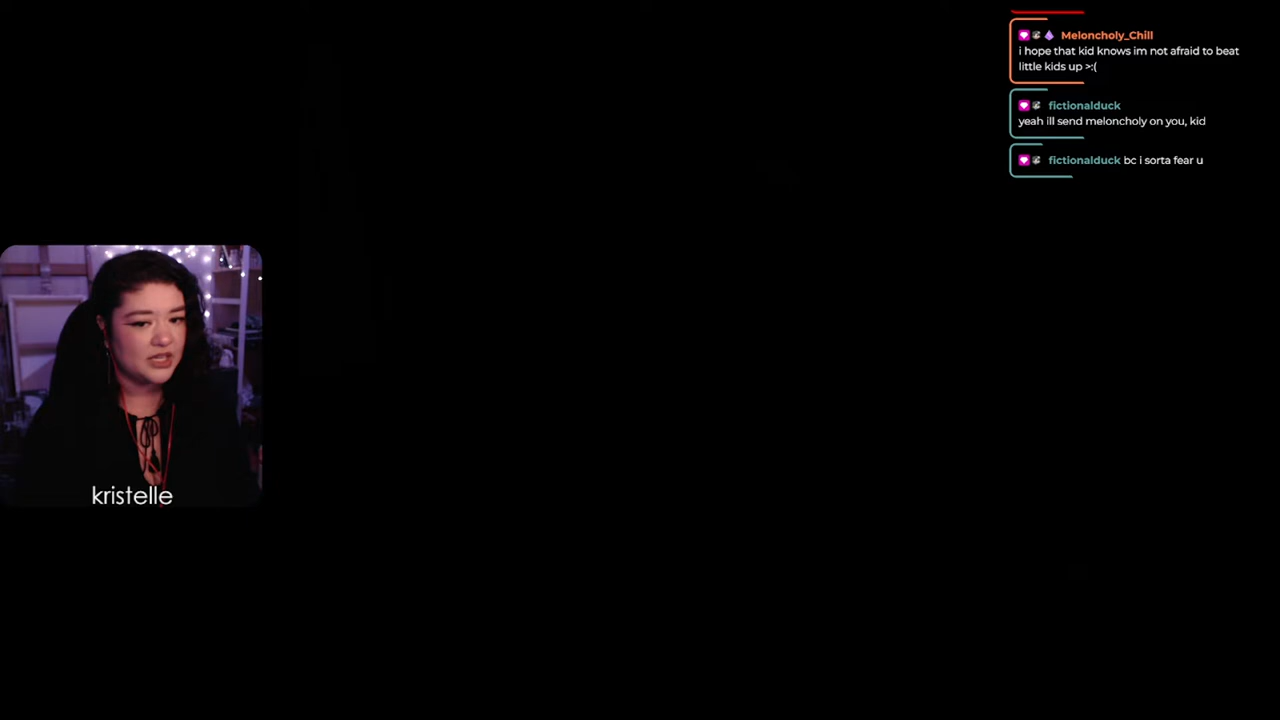 Meloncholy_Chill
i hope that kid knows im not afraid to beat
little kids up >:(
fictionalduck
yeah ill send meloncholy on you, kid
fictionalduck bc i sorta fear u
kristelle